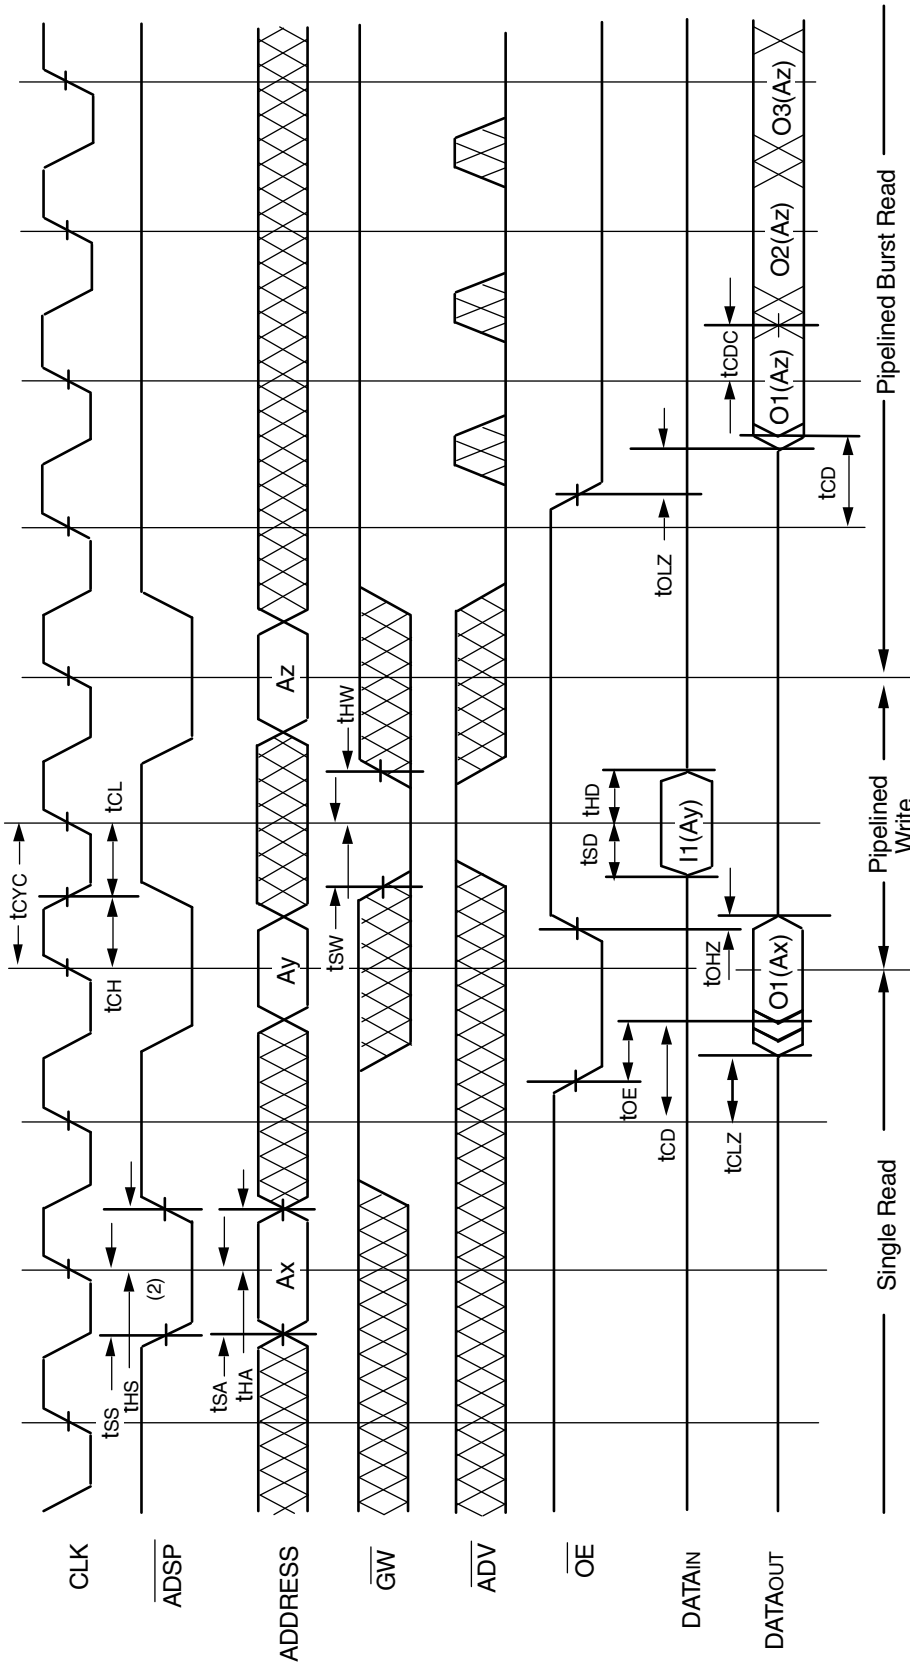 CLK
tCYC
tCH
tCL
tSS
tHS
(2)
ADSP
tSA
tHA
ADDRESS
Ax
Ay
Az
GW
tSW
tHW
ADV
OE
tOE
tOHZ
tOLZ
DATAIN
tCD
tSD
tHD
I1(Ay)
tCLZ
tCDC
tCD
DATAOUT
O1(Ax)
O1(Az)
O2(Az)
O3(Az)
Single Read
Pipelined
Write
Pipelined Burst Read